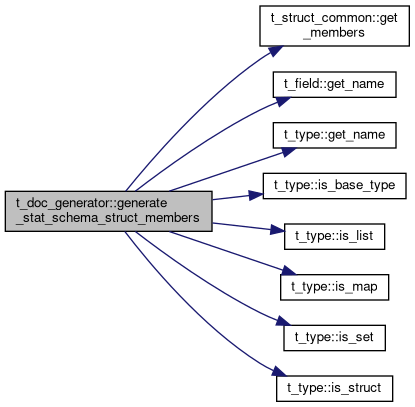 t_struct_common::get
_members
t_field::get_name
t_type::get_name
t_type::is_base_type
t_doc_generator::generate
_stat_schema_struct_members
t_type::is_list
t_type::is_map
t_type::is_set
t_type::is_struct